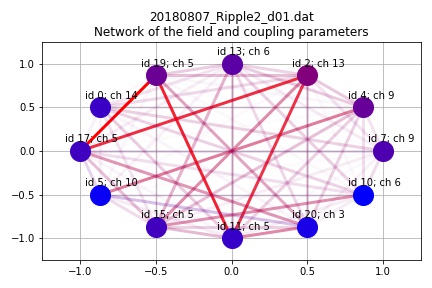 20180807_Ripple2_d01.dat
Network of the field and coupling parameters
id 13; ch 6
id 19; ch 5
id 2; ch 13
id 0; ch 14
id 4; ch 9
id 17; ch 5
id 7; ch 9
id 5; ch 10
id 10; ch 6
id 15; ch 5
id 11; ch 5
id 20; ch 3
1.0
0.5
0.0
−0.5
−1.0
−1.0
−0.5
0.0
0.5
1.0